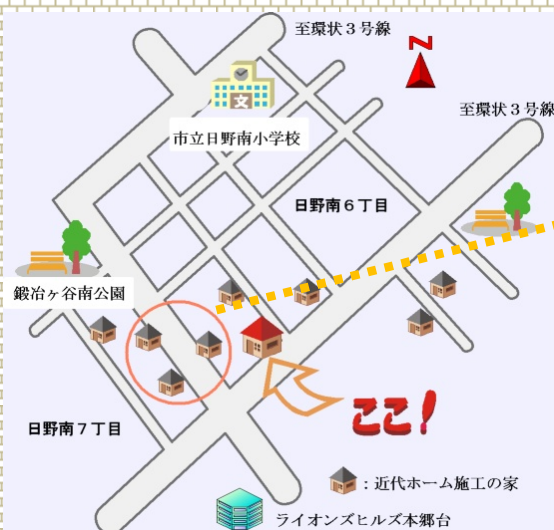 至環状３号線
N
至環状３号線
文
市立日野南小学校
日野南６丁目
鍛冶ヶ谷南公園
日野南７丁目
ここ！
：近代ホーム施工の家
ライオンズヒルズ本郷台